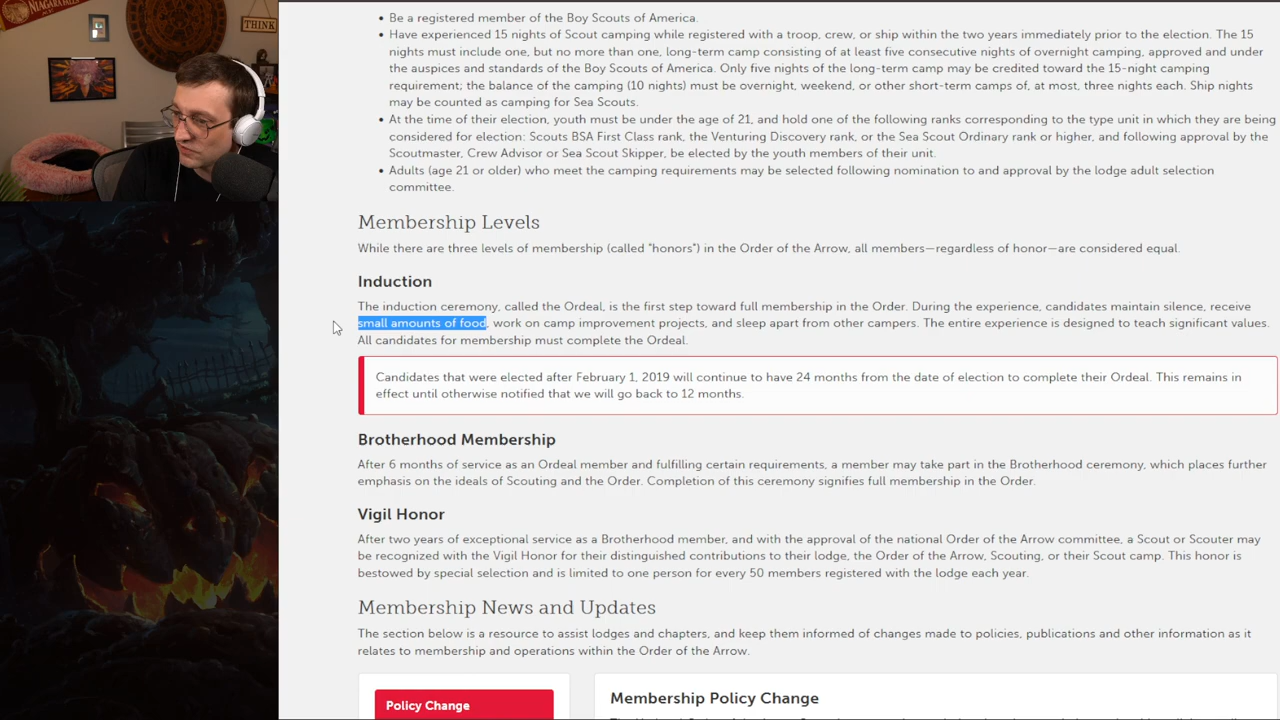 NIAGARA FALLS
THINK
• Be a registered member of the Boy Scouts of America.
• Have experienced 15 nights of Scout camping while registered with a troop, crew, or ship within the two years immediately prior to the election. The 15
nights must include one, but no more than one, long-term camp consisting of at least five consecutive nights of overnight camping, approved and under
the auspices and standards of the Boy Scouts of America. Only five nights of the long-term camp may be credited toward the 15-night camping
requirement; the balance of the camping (10 nights) must be overnight, weekend, or other short-term camps of, at most, three nights each. Ship nights
may be counted as camping for Sea Scouts.
• At the time of their election, youth must be under the age of 21, and hold one of the following ranks corresponding to the type unit in which they are being
considered for election: Scouts BSA First Class rank, the Venturing Discovery rank, or the Sea Scout Ordinary rank or higher, and following approval by the
Scoutmaster, Crew Advisor or Sea Scout Skipper, be elected by the youth members of their unit.
• Adults (age 21 or older) who meet the camping requirements may be selected following nomination to and approval by the lodge adult selection
committee.
Membership Levels
While there are three levels of membership (called "honors") in the Order of the Arrow, all members—regardless of honor—are considered equal.
Induction
The induction ceremony, called the Ordeal, is the first step toward full membership in the Order. During the experience, candidates maintain silence, receive
small amounts of food, work on camp improvement projects, and sleep apart from other campers. The entire experience is designed to teach significant values.
All candidates for membership must complete the Ordeal.
Candidates that were elected after February 1, 2019 will continue to have 24 months from the date of election to complete their Ordeal. This remains in
effect until otherwise notified that we will go back to 12 months.
Brotherhood Membership
After 6 months of service as an Ordeal member and fulfilling certain requirements, a member may take part in the Brotherhood ceremony, which places further
emphasis on the ideals of Scouting and the Order. Completion of this ceremony signifies full membership in the Order.
Vigil Honor
After two years of exceptional service as a Brotherhood member, and with the approval of the national Order of the Arrow committee, a Scout or Scouter may
be recognized with the Vigil Honor for their distinguished contributions to their lodge, the Order of the Arrow, Scouting, or their Scout camp. This honor is
bestowed by special selection and is limited to one person for every 50 members registered with the lodge each year.
Membership News and Updates
The section below is a resource to assist lodges and chapters, and keep them informed of changes made to policies, publications and other information as it
relates to membership and operations within the Order of the Arrow.
Policy Change
Membership Policy Change